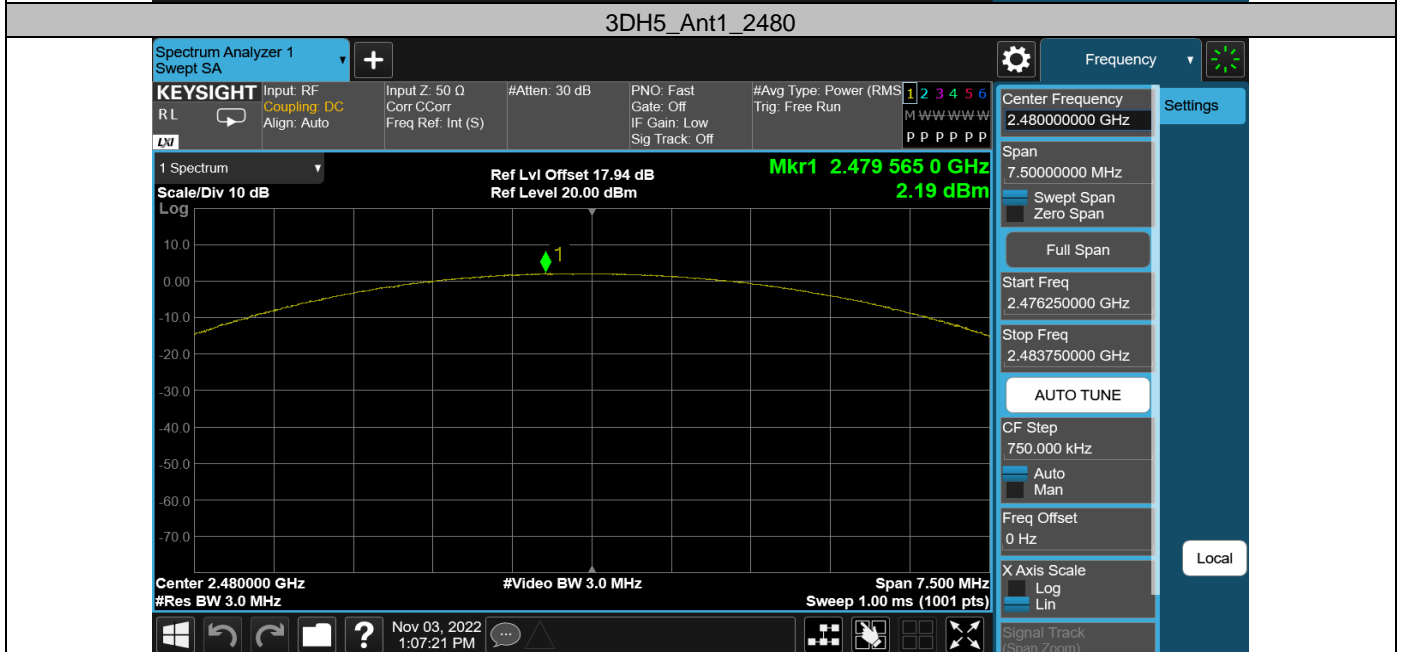 3DH5_Ant1_2480
Spectrum Analyzer 1
Swept SA
Frequency
KEYSIGHT
RL
LXI
Input: RF
Coupling: DC
Align: Auto
Input Z: 50 Ω
Corr CCorr
Freq Ref: Int (S)
#Atten: 30 dB
PNO: Fast
Gate: Off
IF Gain: Low
Sig Track: Off
#Avg Type: Power (RMS
Trig: Free Run
1 2 3 4 5 6
M W W W W W
P P P P P P
Settings
Center Frequency
2.480000000 GHz
Span
7.50000000 MHz
Swept Span
Zero Span
Full Span
Start Freq
2.476250000 GHz
Stop Freq
2.483750000 GHz
AUTO TUNE
CF Step
750.000 kHz
Auto
Man
Freq Offset
0 Hz
X Axis Scale
Log
Lin
Signal Track
(Span Zoom)
Local
1 Spectrum
Scale/Div 10 dB
Ref Lvl Offset 17.94 dB
Ref Level 20.00 dBm
Mkr1 2.479 565 0 GHz
2.19 dBm
Log
10.0
0.00
-10.0
-20.0
-30.0
-40.0
-50.0
-60.0
-70.0
1
Center 2.480000 GHz
#Res BW 3.0 MHz
#Video BW 3.0 MHz
Span 7.500 MHz
Sweep 1.00 ms (1001 pts)
Nov 03, 2022
1:07:21 PM